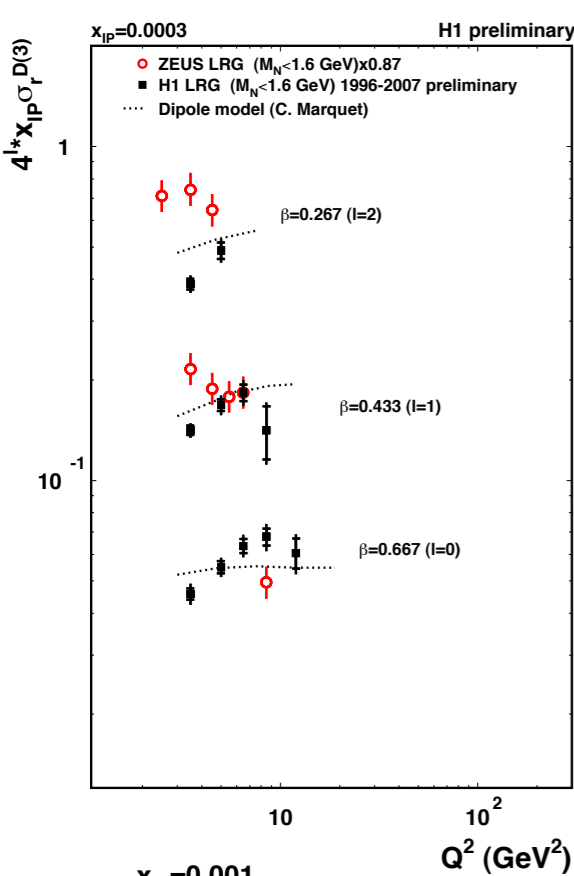 x_IP=0.0003 H1 preliminary
ZEUS LRG (M_N<1.6 GeV)x0.87
H1 LRG (M_N<1.6 GeV) 1996-2007 preliminary
Dipole model (C. Marquet)
4^l*x_IP σ_r^D(3)
1
β=0.267 (l=2)
β=0.433 (l=1)
10^-1
β=0.667 (l=0)
10 10^2
Q^2 (GeV^2)
=0.001